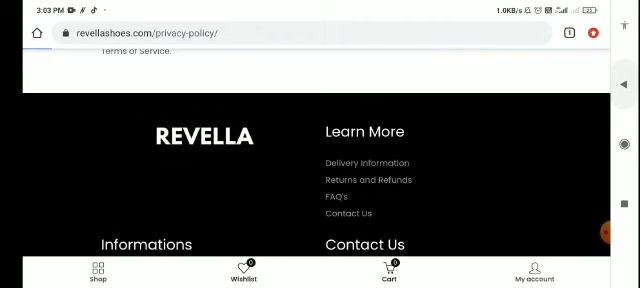 3:03 PM
1.0KB/s
revellashoes.com/privacy-policy/
1
Terms of Service.
REVELLA
Learn More
Delivery Information
Returns and Refunds
FAQ's
Contact Us
Informations
Contact Us
0
0
Shop
Wishlist
Cart
My account